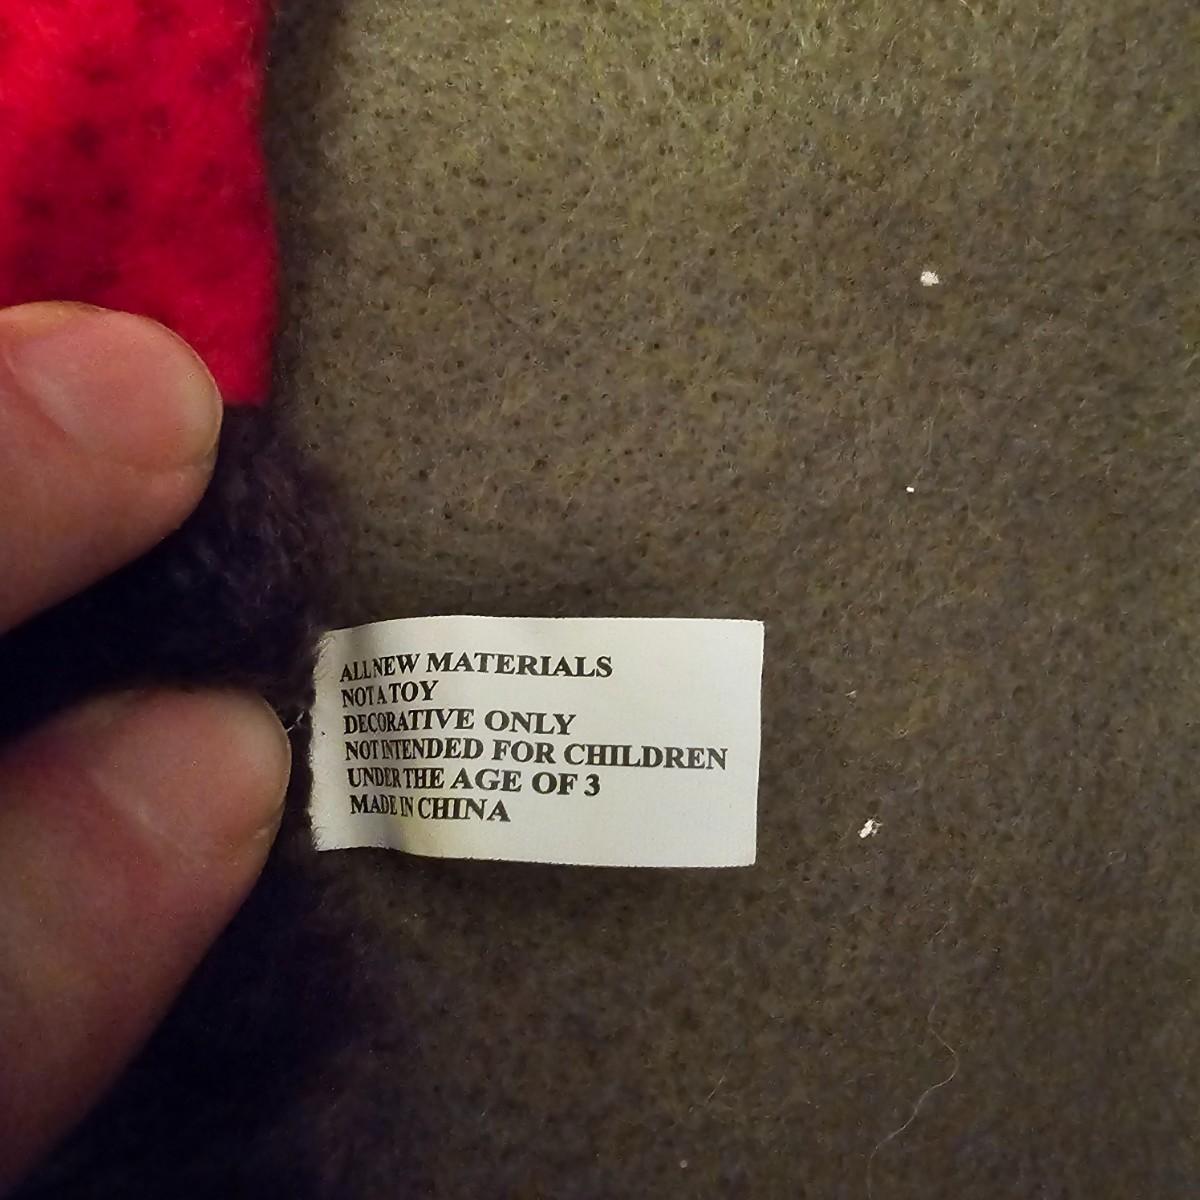 ALL NEW MATERIALS
NOT A TOY
DECORATIVE ONLY
NOT INTENDED FOR CHILDREN
UNDER THE AGE OF 3
MADE IN CHINA